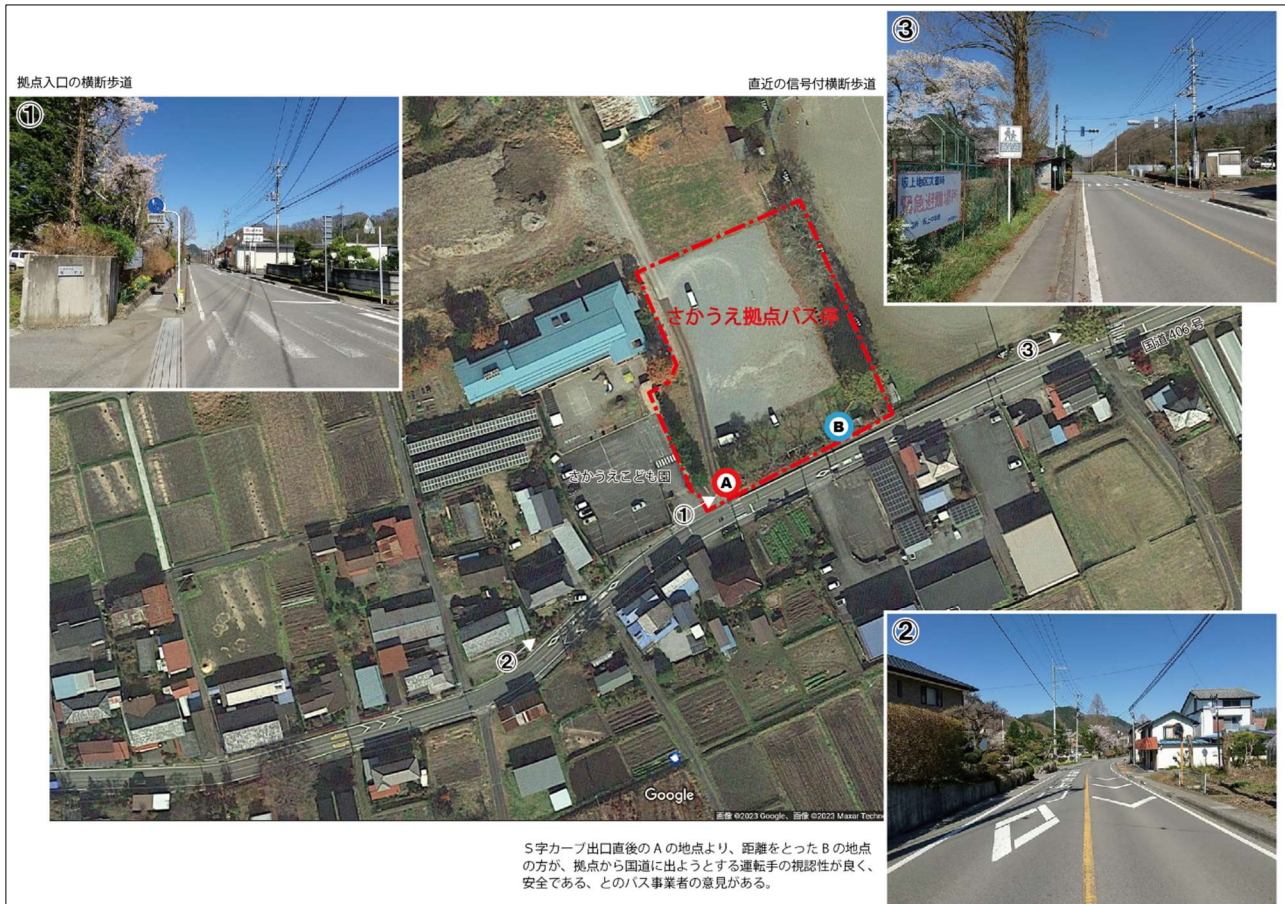 拠点入口の横断歩道
直近の信号付横断歩道
①
③
坂上地区災害時
緊急避難場所
さかうえ拠点バス停
国道406号
③
B
A
さかうえこども園
①
②
②
Google
画像 ©2023 Google、画像 ©2023 Maxar Techn
S字カーブ出口直後のAの地点より、距離をとったBの地点
の方が、拠点から国道に出ようとする運転手の視認性が良く、
安全である、とのバス事業者の意見がある。